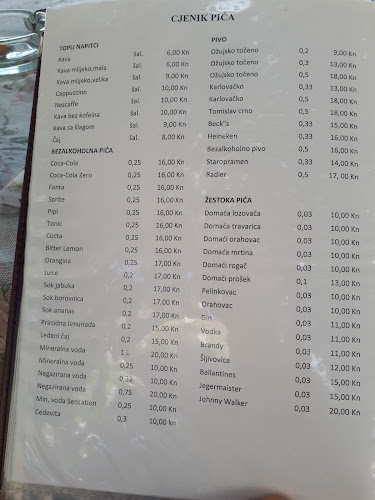 CJENIK PIĆA
TOPLI NAPITCI
Kava šal. 6,00 Kn
Kava mlijeko,mala šal. 6,00 Kn
Kava mlijeko,velika šal. 10,00 Kn
Cappuccino šal. 10,00 Kn
Nescaffe šal. 10,00 Kn
Kava bez kofeina šal. 10,00 Kn
Kava sa šlagom šal. 9,00 Kn
Čaj šal. 8,00 Kn
BEZALKOHOLNA PIĆA
Coca-Cola 0,25 16,00 Kn
Coca-Cola Zero 0,25 16,00 Kn
Fanta 0,25 16,00 Kn
Sprite 0,25 16,00 Kn
Pipi 0,25 16,00 Kn
Tonic 0,25 16,00 Kn
Cocta 0,25 16,00 Kn
Bitter Lemon 0,25 16,00 Kn
Orangina 0,25 17,00 Kn
Juice 0,2 17,00 Kn
Sok jabuka 0,2 17,00 Kn
Sok borovnica 0,2 17,00 Kn
Sok ananas 0,2 17,00 Kn
Prirodna limunada 0,2 15,00 Kn
Ledeni čaj 0,2 15,00 Kn
Mineralna voda 1 L 20,00 Kn
Mineralna voda 0,25 10,00 Kn
Negazirana voda 10,00 Kn
Negazirana voda 0,75 20,00 Kn
Min. voda Sensation 0,25 10,00 Kn
Cedevita 0,3 10,00 kn
PIVO
Ožujsko točeno 0,2 9,00 Kn
Ožujsko točeno 0,3 13,00 Kn
Ožujsko točeno 0,5 18,00 Kn
Karlovačko 0,33 13,00 Kn
Karlovačko 0,5 18,00 Kn
Tomislav crno 0,5 18,00 Kn
Beck"s 0,33 15,00 Kn
Heineken 0,33 16,00 Kn
Bezalkoholno pivo 0,5 16,00 Kn
Staropramen 0,33 14,00 Kn
Radler 0,5 17, 00 Kn
ŽESTOKA PIĆA
Domaća lozovača 0,03 10,00 Kn
Domaća travarica 0,03 10,00 Kn
Domaći orahovac 0,03 10,00 Kn
Domaća mrtina 0,03 10,00 Kn
Domaći rogač 0,03 10,00 Kn
Domaći prošek 0,1 13,00 Kn
Pelinkovac 0,03 10,00 Kn
Orahovac 0,03 10,00 Kn
Gin 0,03 11,00 Kn
Vodka 0,03 11,00 Kn
Brandy 0,03 11,00 Kn
Šljivovica 0,03 12,00 Kn
Ballantines 0,03 15,00 Kn
Jegermaister 0,03 15,00 Kn
Johnny Walker 0,03 20,00 Kn